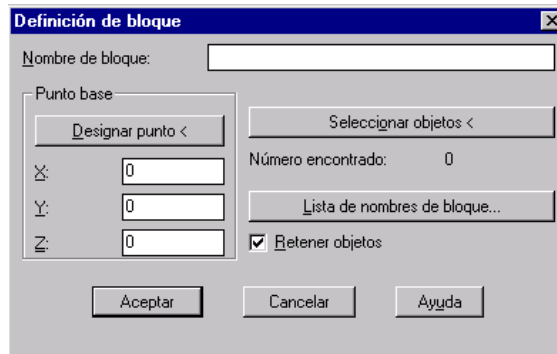 Definición de bloque
Nombre de bloque:
Punto base
Designar punto <
X: 0
Y: 0
Z: 0
Seleccionar objetos <
Número encontrado: 0
Lista de nombres de bloque...
Retener objetos
Aceptar Cancelar Ayuda